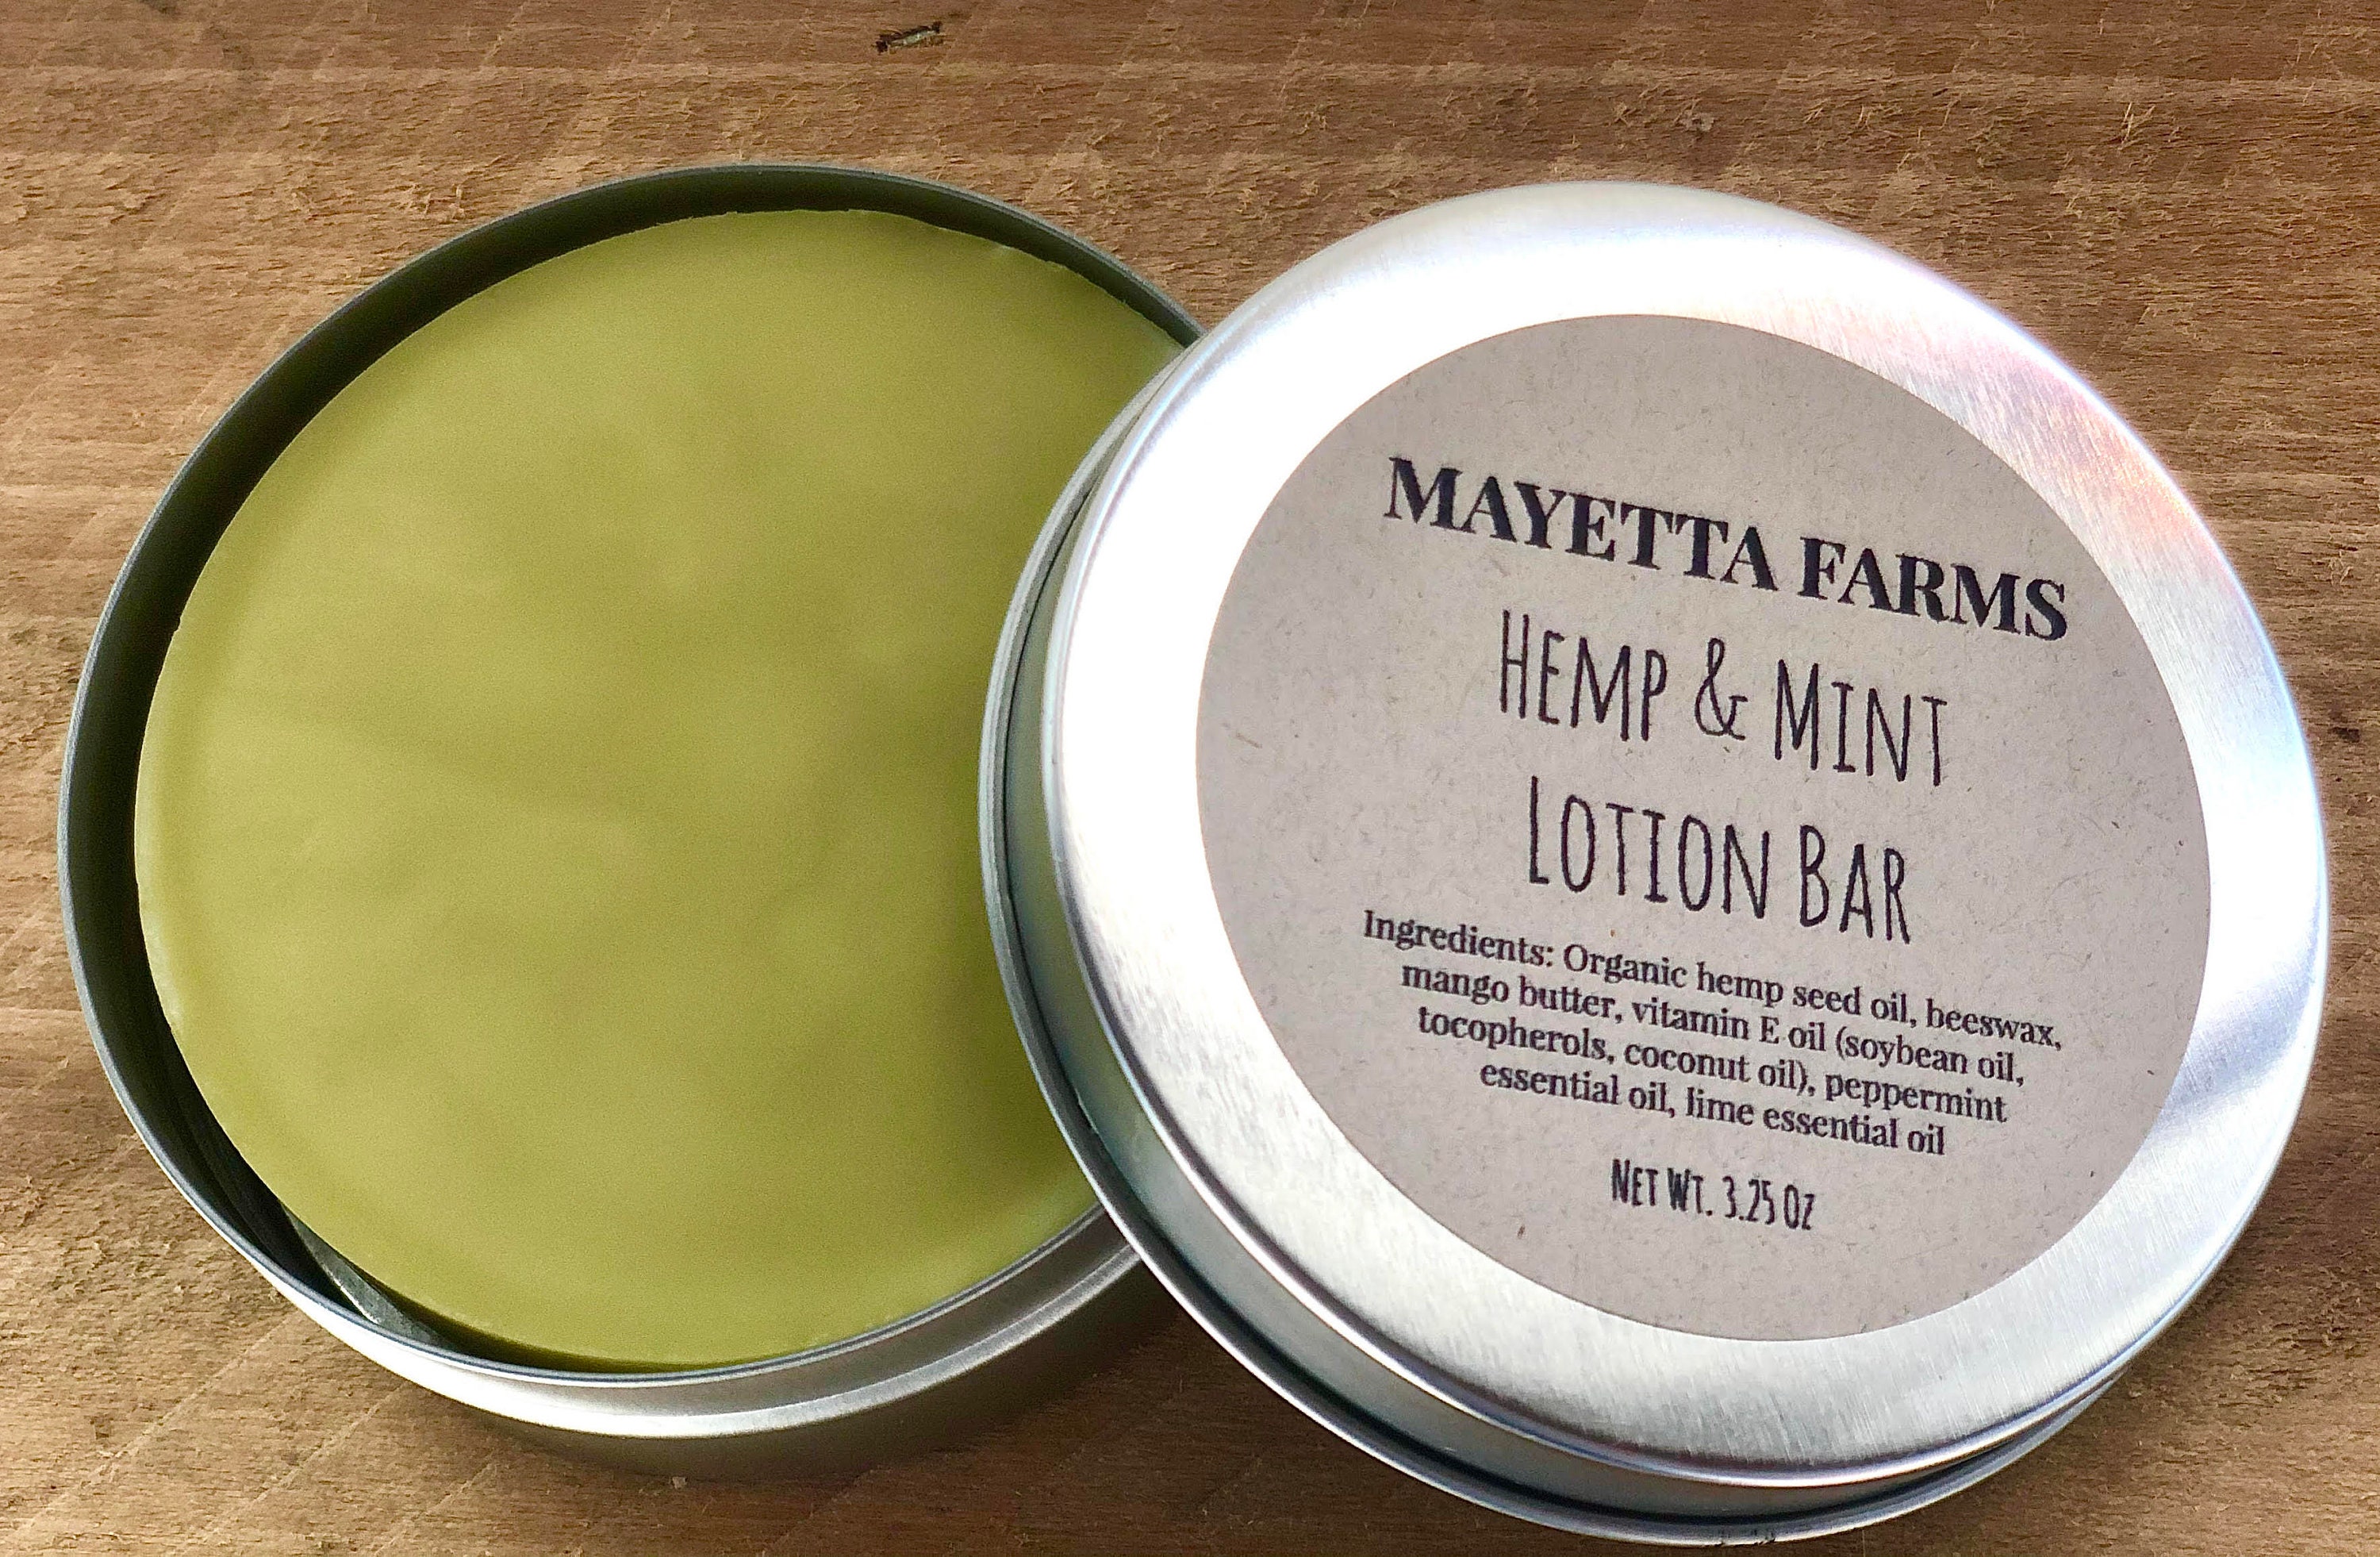 MAYETTA FARMS
HEMP & MINT
LOTION BAR
Ingredients: Organic hemp seed oil, beeswax,
mango butter, vitamin E oil (soybean oil,
tocopherols, coconut oil), peppermint
essential oil, lime essential oil
NET WT. 3.25 OZ